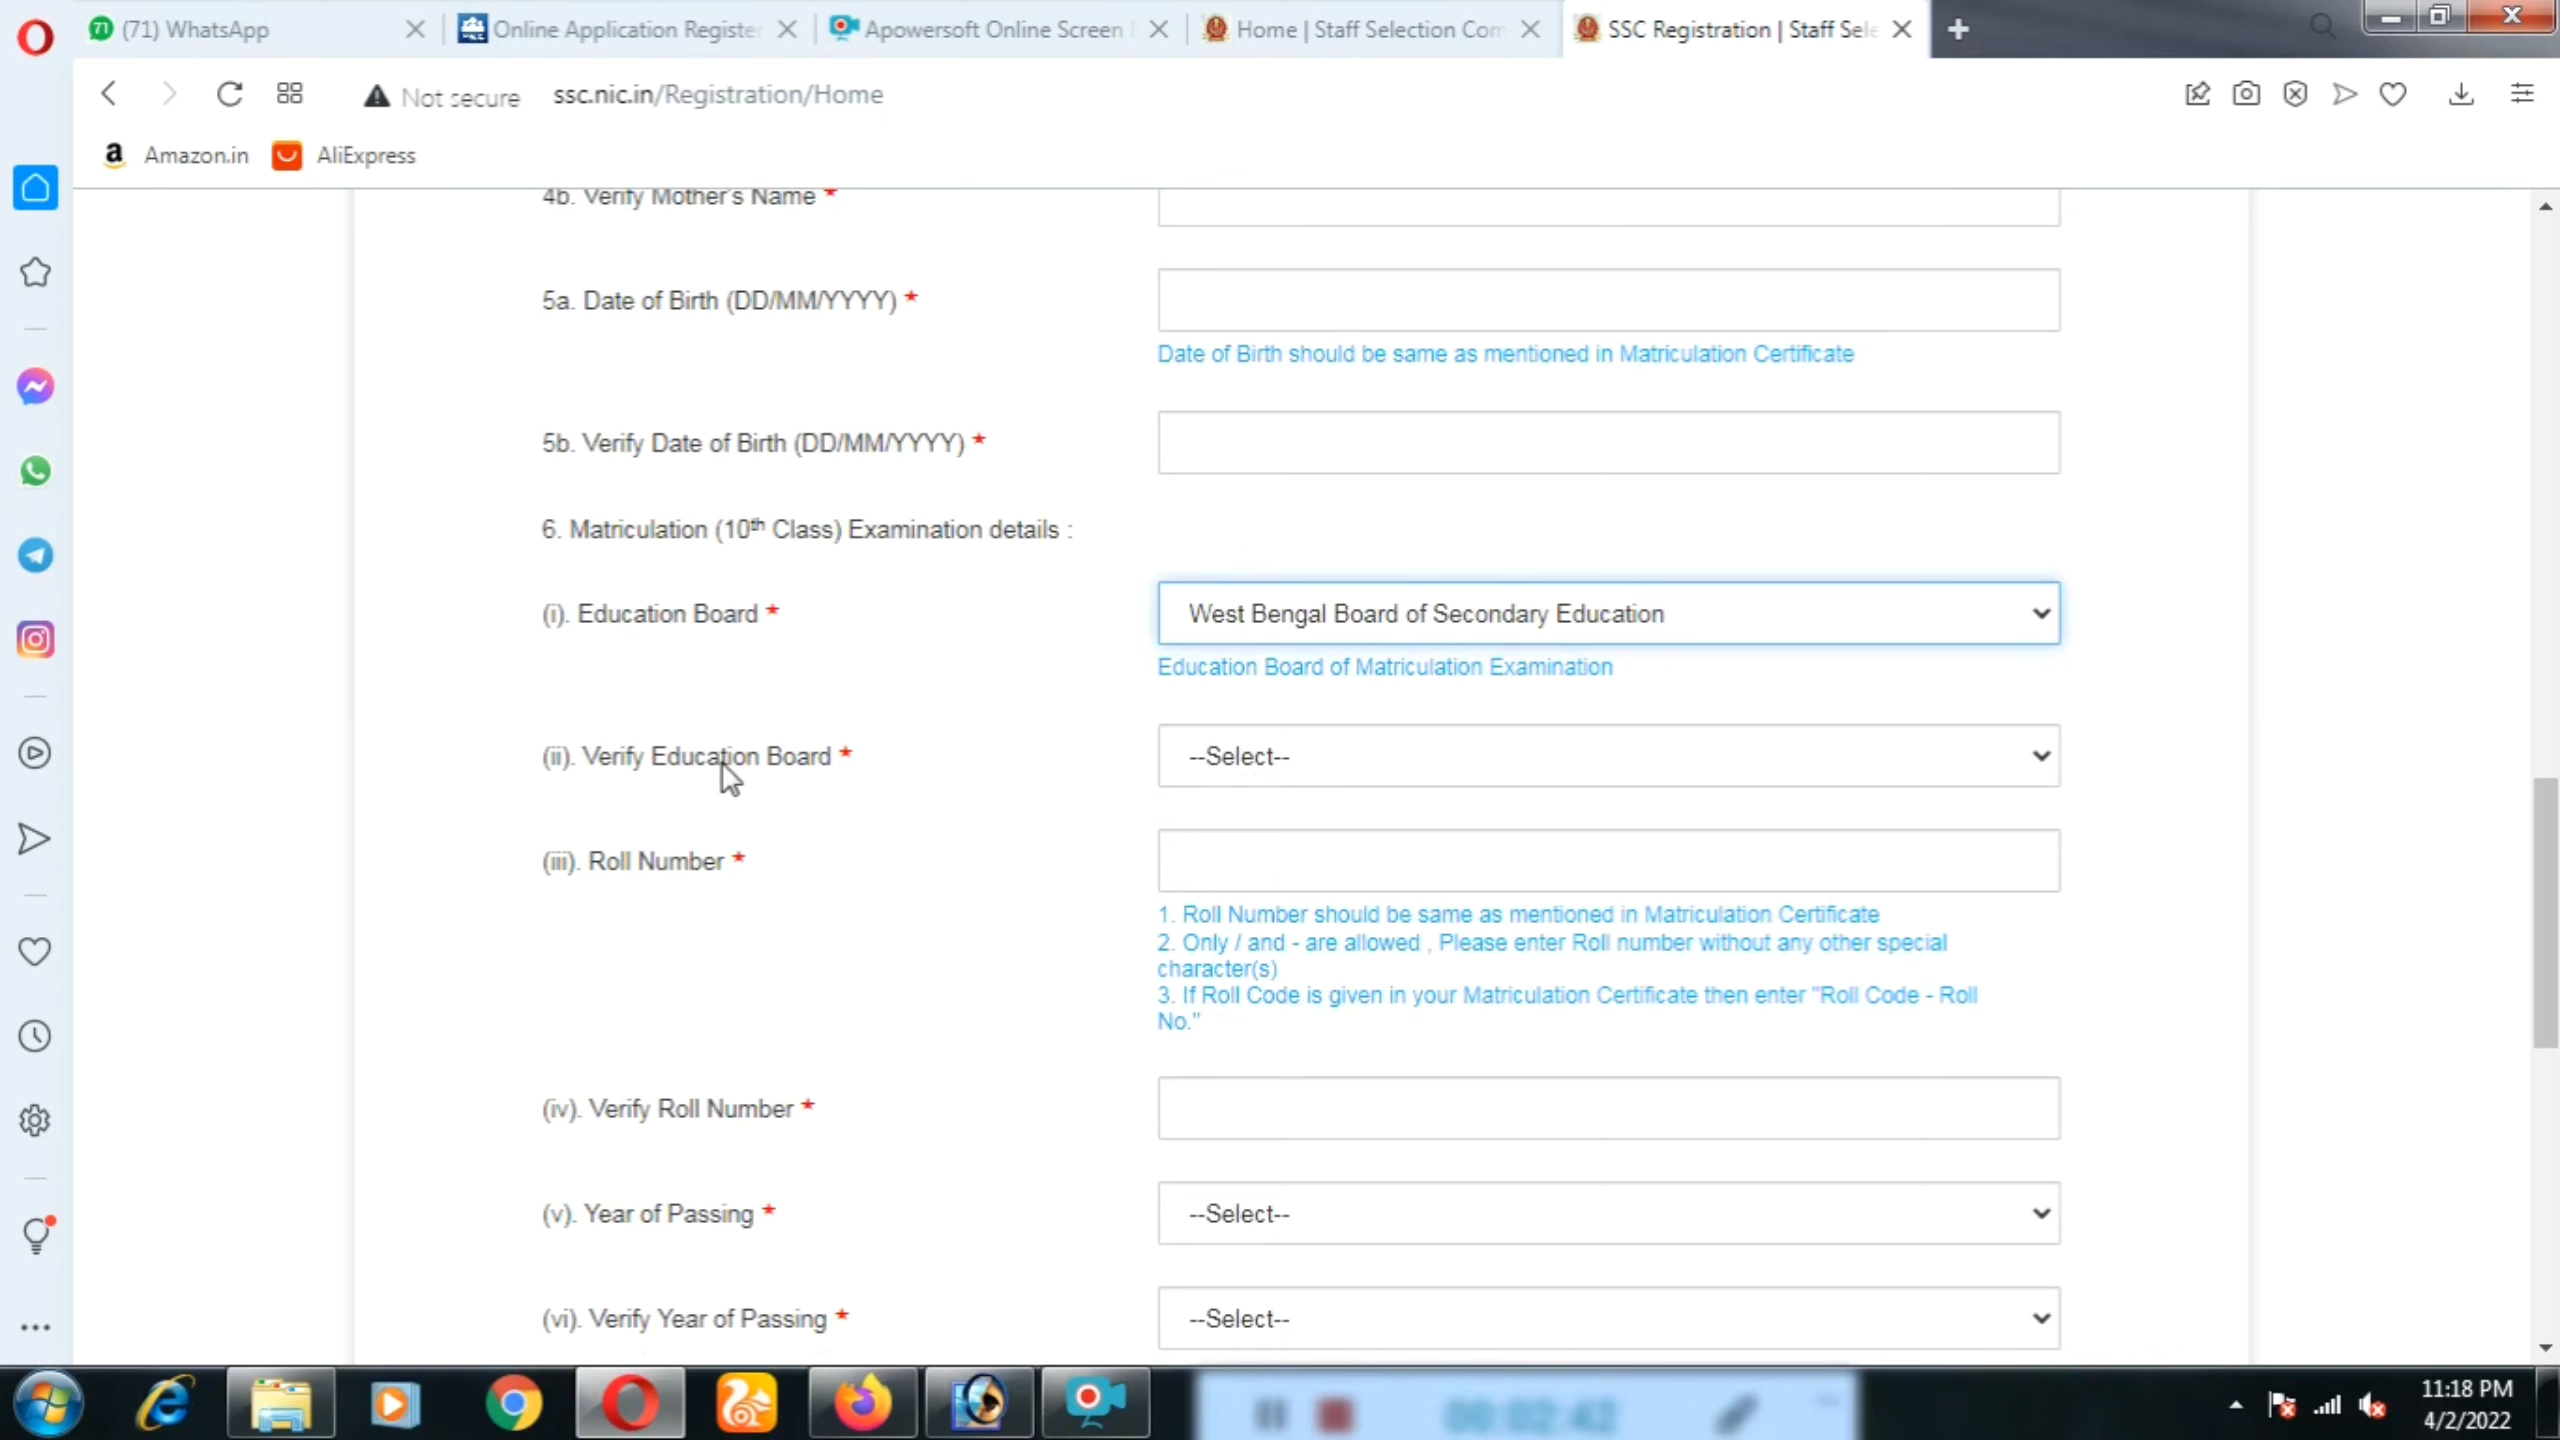 71 (71) WhatsApp
Online Application Register
Apowersoft Online Screen
Home | Staff Selection Com
SSC Registration | Staff Sele
Not secure ssc.nic.in/Registration/Home
a Amazon.in AliExpress
4b. Verify Mother's Name *
5a. Date of Birth (DD/MM/YYYY) *
Date of Birth should be same as mentioned in Matriculation Certificate
5b. Verify Date of Birth (DD/MM/YYYY) *
6. Matriculation (10th Class) Examination details :
(i). Education Board *
West Bengal Board of Secondary Education
Education Board of Matriculation Examination
(ii). Verify Education Board *
--Select--
(iii). Roll Number *
1. Roll Number should be same as mentioned in Matriculation Certificate
2. Only / and - are allowed , Please enter Roll number without any other special
character(s)
3. If Roll Code is given in your Matriculation Certificate then enter "Roll Code - Roll
No."
(iv). Verify Roll Number *
(v). Year of Passing *
--Select--
(vi). Verify Year of Passing *
--Select--
00:02:42
11:18 PM
4/2/2022